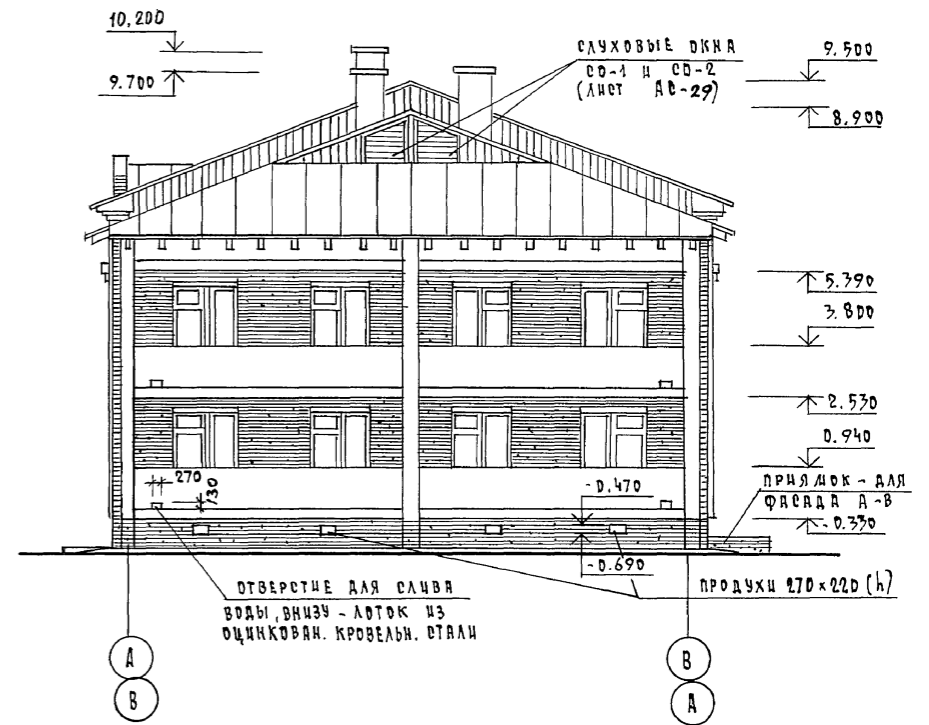 10,200
9.700
СЛУХОВЫЕ ОКНА
СО-1 И СО-2
(ЛИСТ АС-29)
9.500
8.900
5.390
3.800
2.530
0.940
ПРИЯМОК - ДЛЯ
ФАСАДА А-В
-0.330
270
130
-0.470
-0.690
ОТВЕРСТИЕ ДЛЯ СЛИВА
ВОДЫ, ВНИЗУ - ЛОТОК ИЗ
ОЦИНКОВАН. КРОВЕЛЬН. СТАЛИ
ПРОДУХИ 270×220 (h)
А
В
В
А